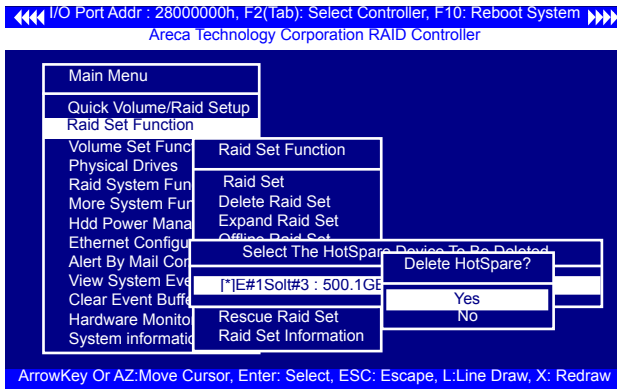 I/O Port Addr : 28000000h, F2(Tab): Select Controller, F10: Reboot System
Areca Technology Corporation RAID Controller
Main Menu
Quick Volume/Raid Setup
Raid Set Function
Volume Set Func
Physical Drives
Raid System Fun
More System Fun
Hdd Power Mana
Ethernet Configu
Alert By Mail Con
View System Eve
Clear Event Buffe
Hardware Monito
System informatio
Raid Set Function
Raid Set
Delete Raid Set
Expand Raid Set
Offline Raid Set
Select The HotSpare Device To Be Deleted
[*]E#1Solt#3 : 500.1GB
Rescue Raid Set
Raid Set Information
Delete HotSpare?
Yes
No
ArrowKey Or AZ:Move Cursor, Enter: Select, ESC: Escape, L:Line Draw, X: Redraw